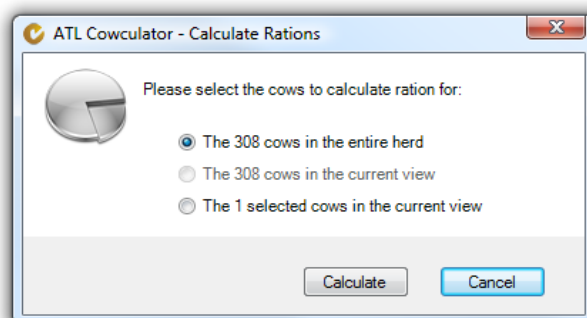 ATL Cowculator - Calculate Rations
Please select the cows to calculate ration for:
The 308 cows in the entire herd
The 308 cows in the current view
The 1 selected cows in the current view
Calculate Cancel